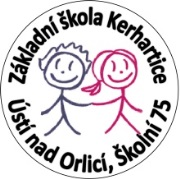 Základní škola Kerhartice
Ústí nad Orlicí, Školní 75